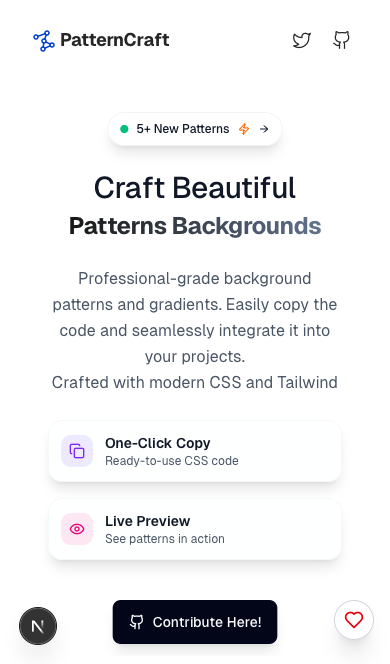 PatternCraft
5+ New Patterns
Craft Beautiful
Patterns Backgrounds
Professional-grade background
patterns and gradients. Easily copy the
code and seamlessly integrate it into
your projects.
Crafted with modern CSS and Tailwind
One-Click Copy
Ready-to-use CSS code
Live Preview
See patterns in action
N
Contribute Here!